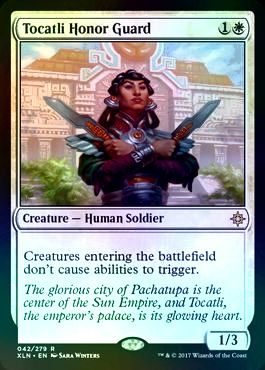 Tocatli Honor Guard 1
Creature — Human Soldier
Creatures entering the battlefield
don't cause abilities to trigger.
The glorious city of Pachatupa is
the center of the Sun Empire, and Tocatli,
the emperor's palace, is its glowing heart.
1/3
042/279 R
XLN • EN SARA WINTERS
™ & © 2017 Wizards of the Coast